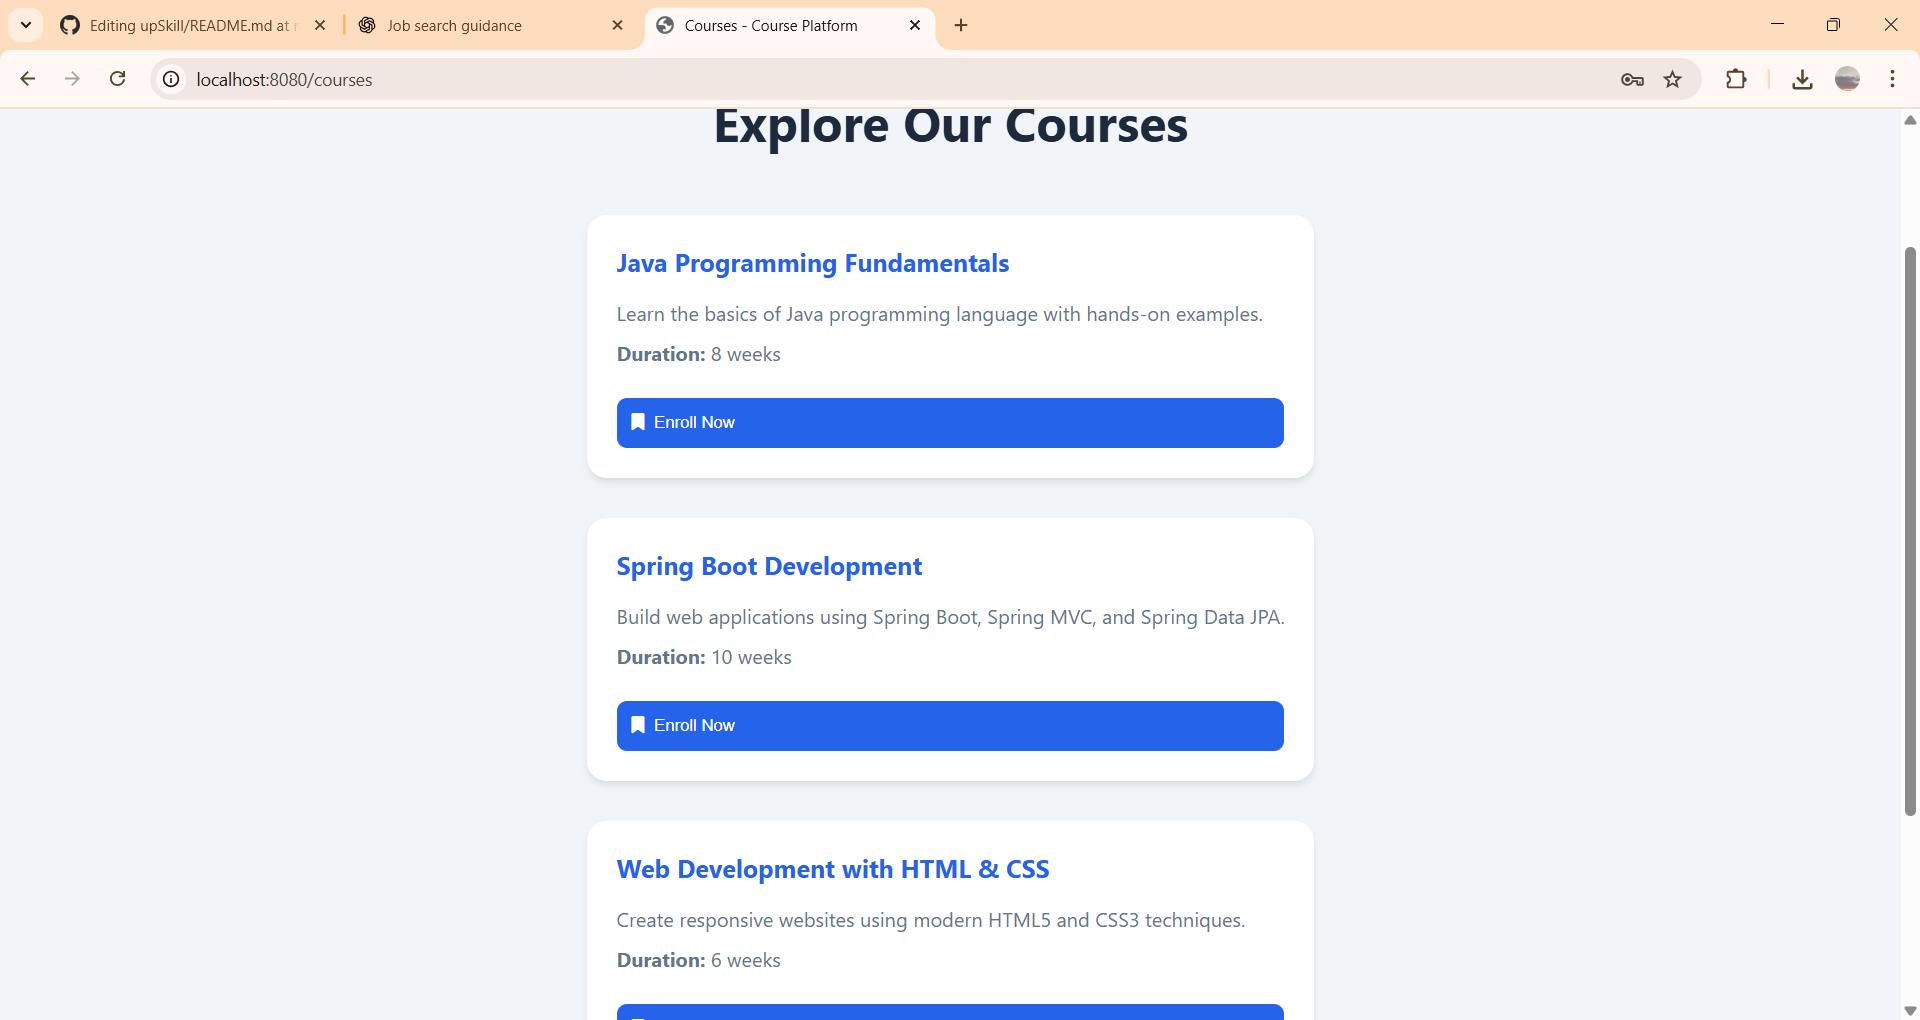 Editing upSkill/README.md at
Job search guidance
Courses - Course Platform
localhost:8080/courses
Explore Our Courses
Java Programming Fundamentals
Learn the basics of Java programming language with hands-on examples.
Duration: 8 weeks
Enroll Now
Spring Boot Development
Build web applications using Spring Boot, Spring MVC, and Spring Data JPA.
Duration: 10 weeks
Enroll Now
Web Development with HTML & CSS
Create responsive websites using modern HTML5 and CSS3 techniques.
Duration: 6 weeks